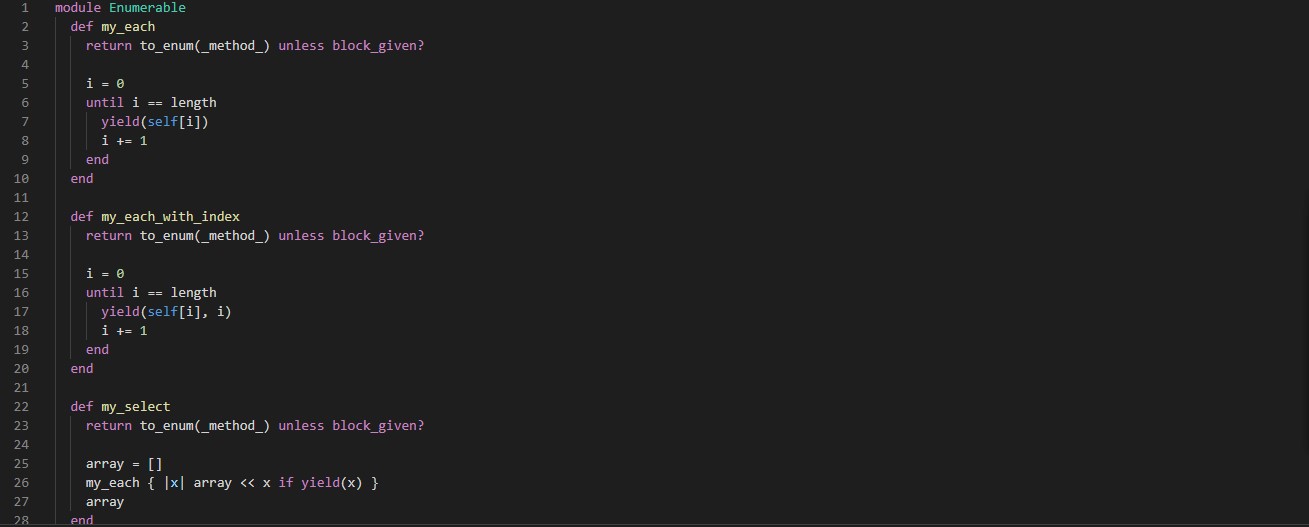 1 module Enumerable
2   def my_each
3     return to_enum(_method_) unless block_given?
4
5     i = 0
6     until i == length
7       yield(self[i])
8       i += 1
9     end
10   end
11
12   def my_each_with_index
13     return to_enum(_method_) unless block_given?
14
15     i = 0
16     until i == length
17       yield(self[i], i)
18       i += 1
19     end
20   end
21
22   def my_select
23     return to_enum(_method_) unless block_given?
24
25     array = []
26     my_each { |x| array << x if yield(x) }
27     array
28   end